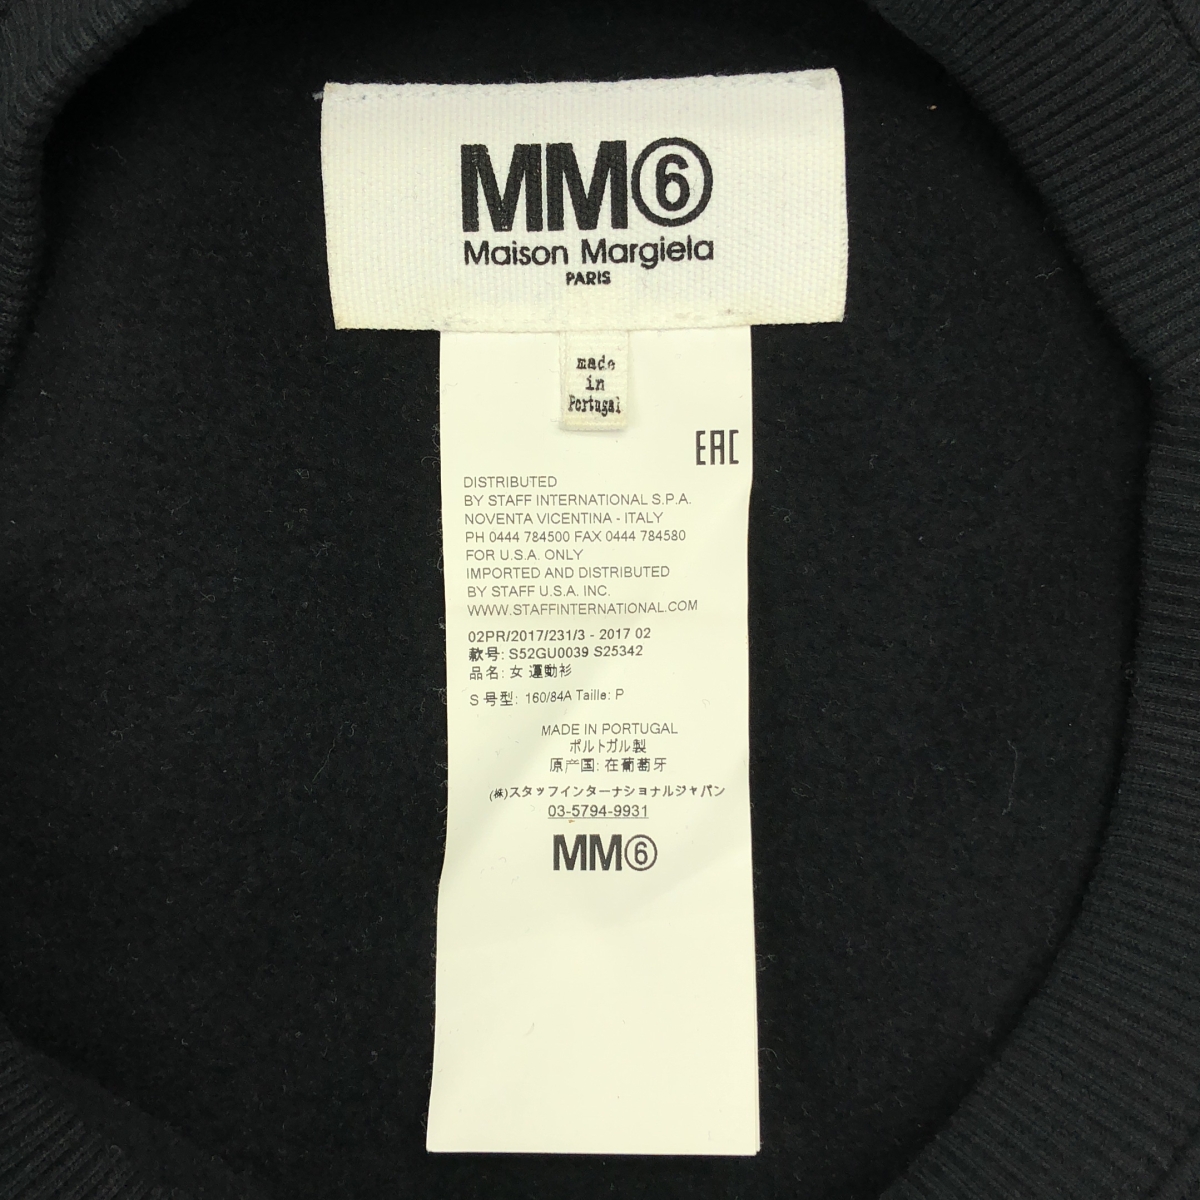 MM⑥
Maison Margiela
PARIS
made
in
Portugal
EAC
DISTRIBUTED
BY STAFF INTERNATIONAL S.P.A.
NOVENTA VICENTINA - ITALY
PH 0444 784500 FAX 0444 784580
FOR U.S.A. ONLY
IMPORTED AND DISTRIBUTED
BY STAFF U.S.A. INC.
WWW.STAFFINTERNATIONAL.COM
02PR/2017/231/3 - 2017 02
款号: S52GU0039 S25342
品名: 女 運動衫
S 号型: 160/84A Taille: P
MADE IN PORTUGAL
ポルトガル製
原产国: 在葡萄牙
(株)スタッフインターナショナルジャパン
03-5794-9931
MM⑥